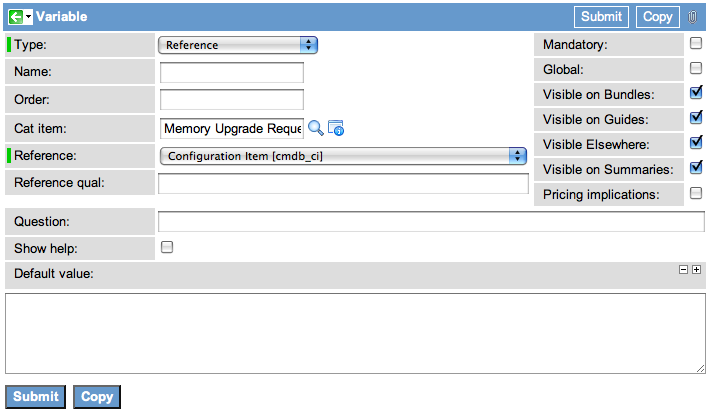 Variable
Submit
Copy
Type:
Reference
Mandatory:
Name:
Global:
Order:
Visible on Bundles:
Cat item:
Memory Upgrade Reque
Visible on Guides:
Reference:
Configuration Item [cmdb_ci]
Visible Elsewhere:
Reference qual:
Visible on Summaries:
Pricing implications:
Question:
Show help:
Default value:
Submit
Copy